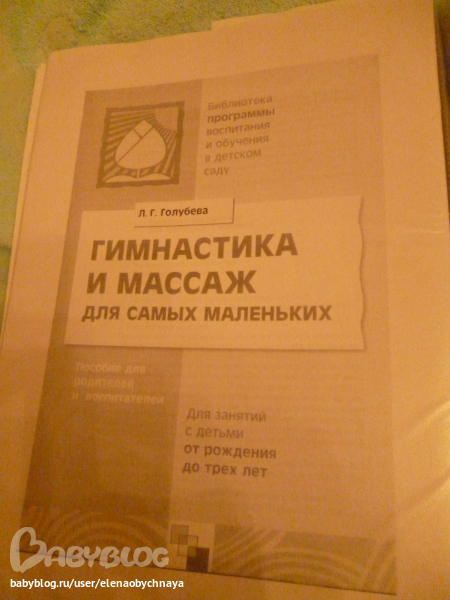 Библиотека
программы
воспитания
и обучения
в детском
саду
Л. Г. Голубева
ГИМНАСТИКА
И МАССАЖ
ДЛЯ САМЫХ МАЛЕНЬКИХ
Пособие для
родителей
и воспитателей
Для занятий
с детьми
от рождения
до трех лет
BABYBLOG
babyblog.ru/user/elenaobychnaya